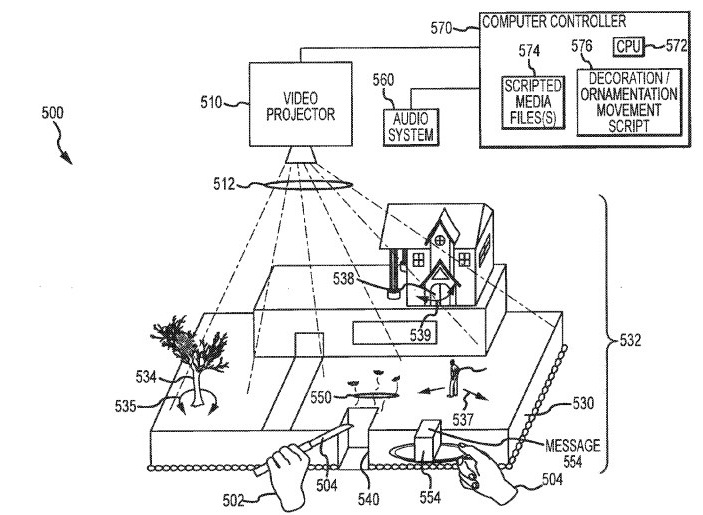 COMPUTER CONTROLLER
570
574
576
CPU
572
510
VIDEO
PROJECTOR
560
AUDIO
SYSTEM
SCRIPTED
MEDIA
FILES(S)
DECORATION /
ORNAMENTATION
MOVEMENT
SCRIPT
500
512
538
539
532
534
535
550
537
530
MESSAGE
554
502
504
540
554
504